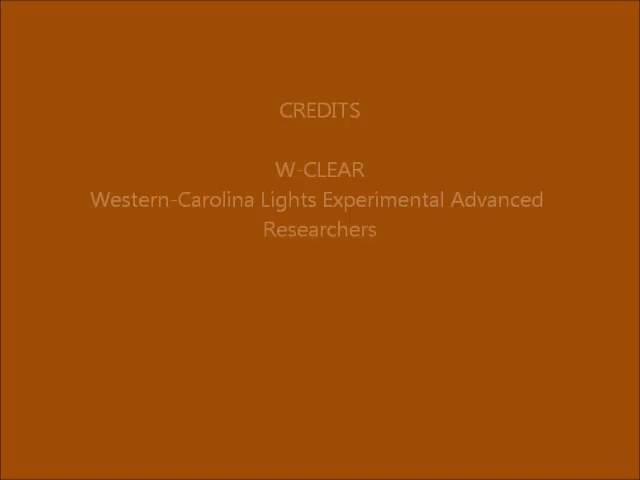 CREDITS
W-CLEAR
Western-Carolina Lights Experimental Advanced
Researchers